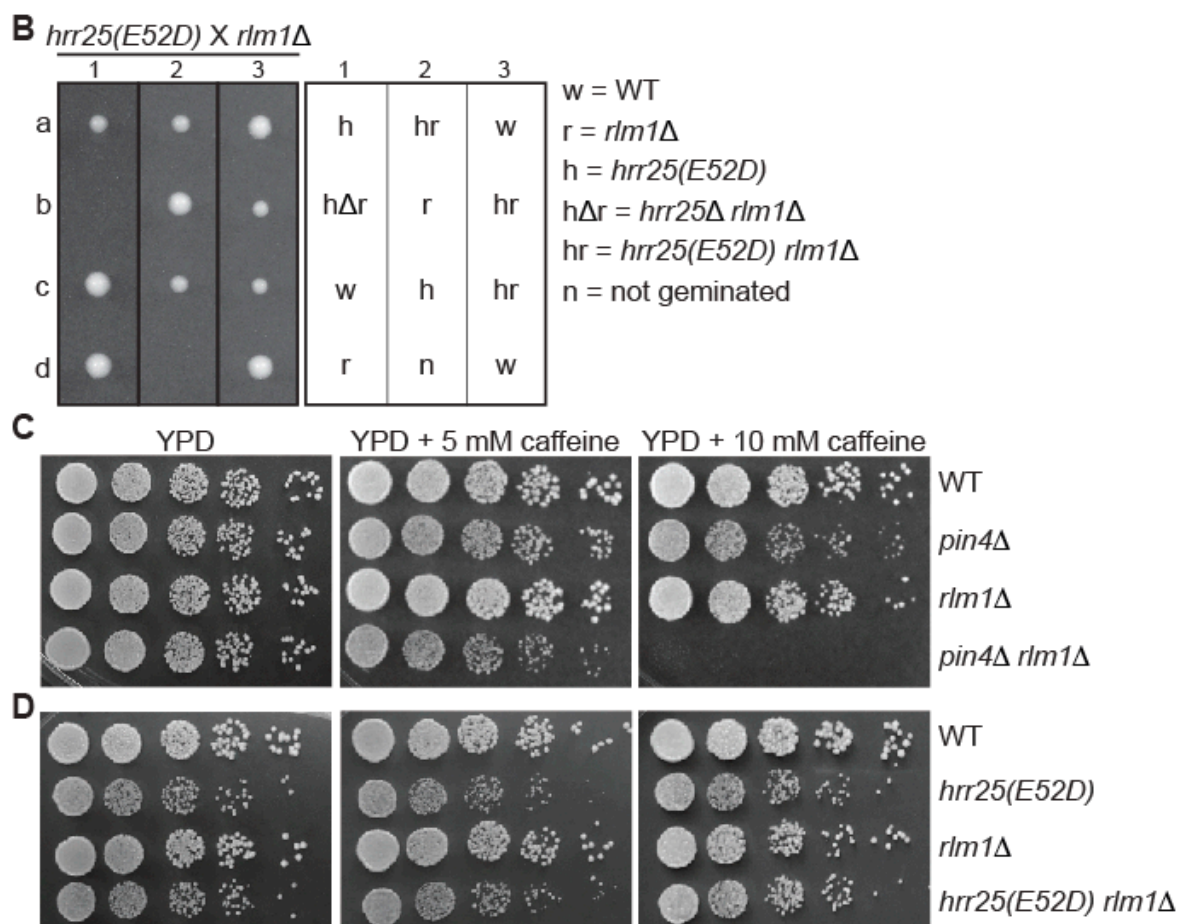 B hrr25(E52D) X rlm1Δ
1 2 3 1 2 3
a h hr w
b hΔr r hr
c w h hr
d r n w
w = WT
r = rlm1Δ
h = hrr25(E52D)
hΔr = hrr25Δ rlm1Δ
hr = hrr25(E52D) rlm1Δ
n = not geminated
C YPD YPD + 5 mM caffeine YPD + 10 mM caffeine
WT
pin4Δ
rlm1Δ
pin4Δ rlm1Δ
D
WT
hrr25(E52D)
rlm1Δ
hrr25(E52D) rlm1Δ